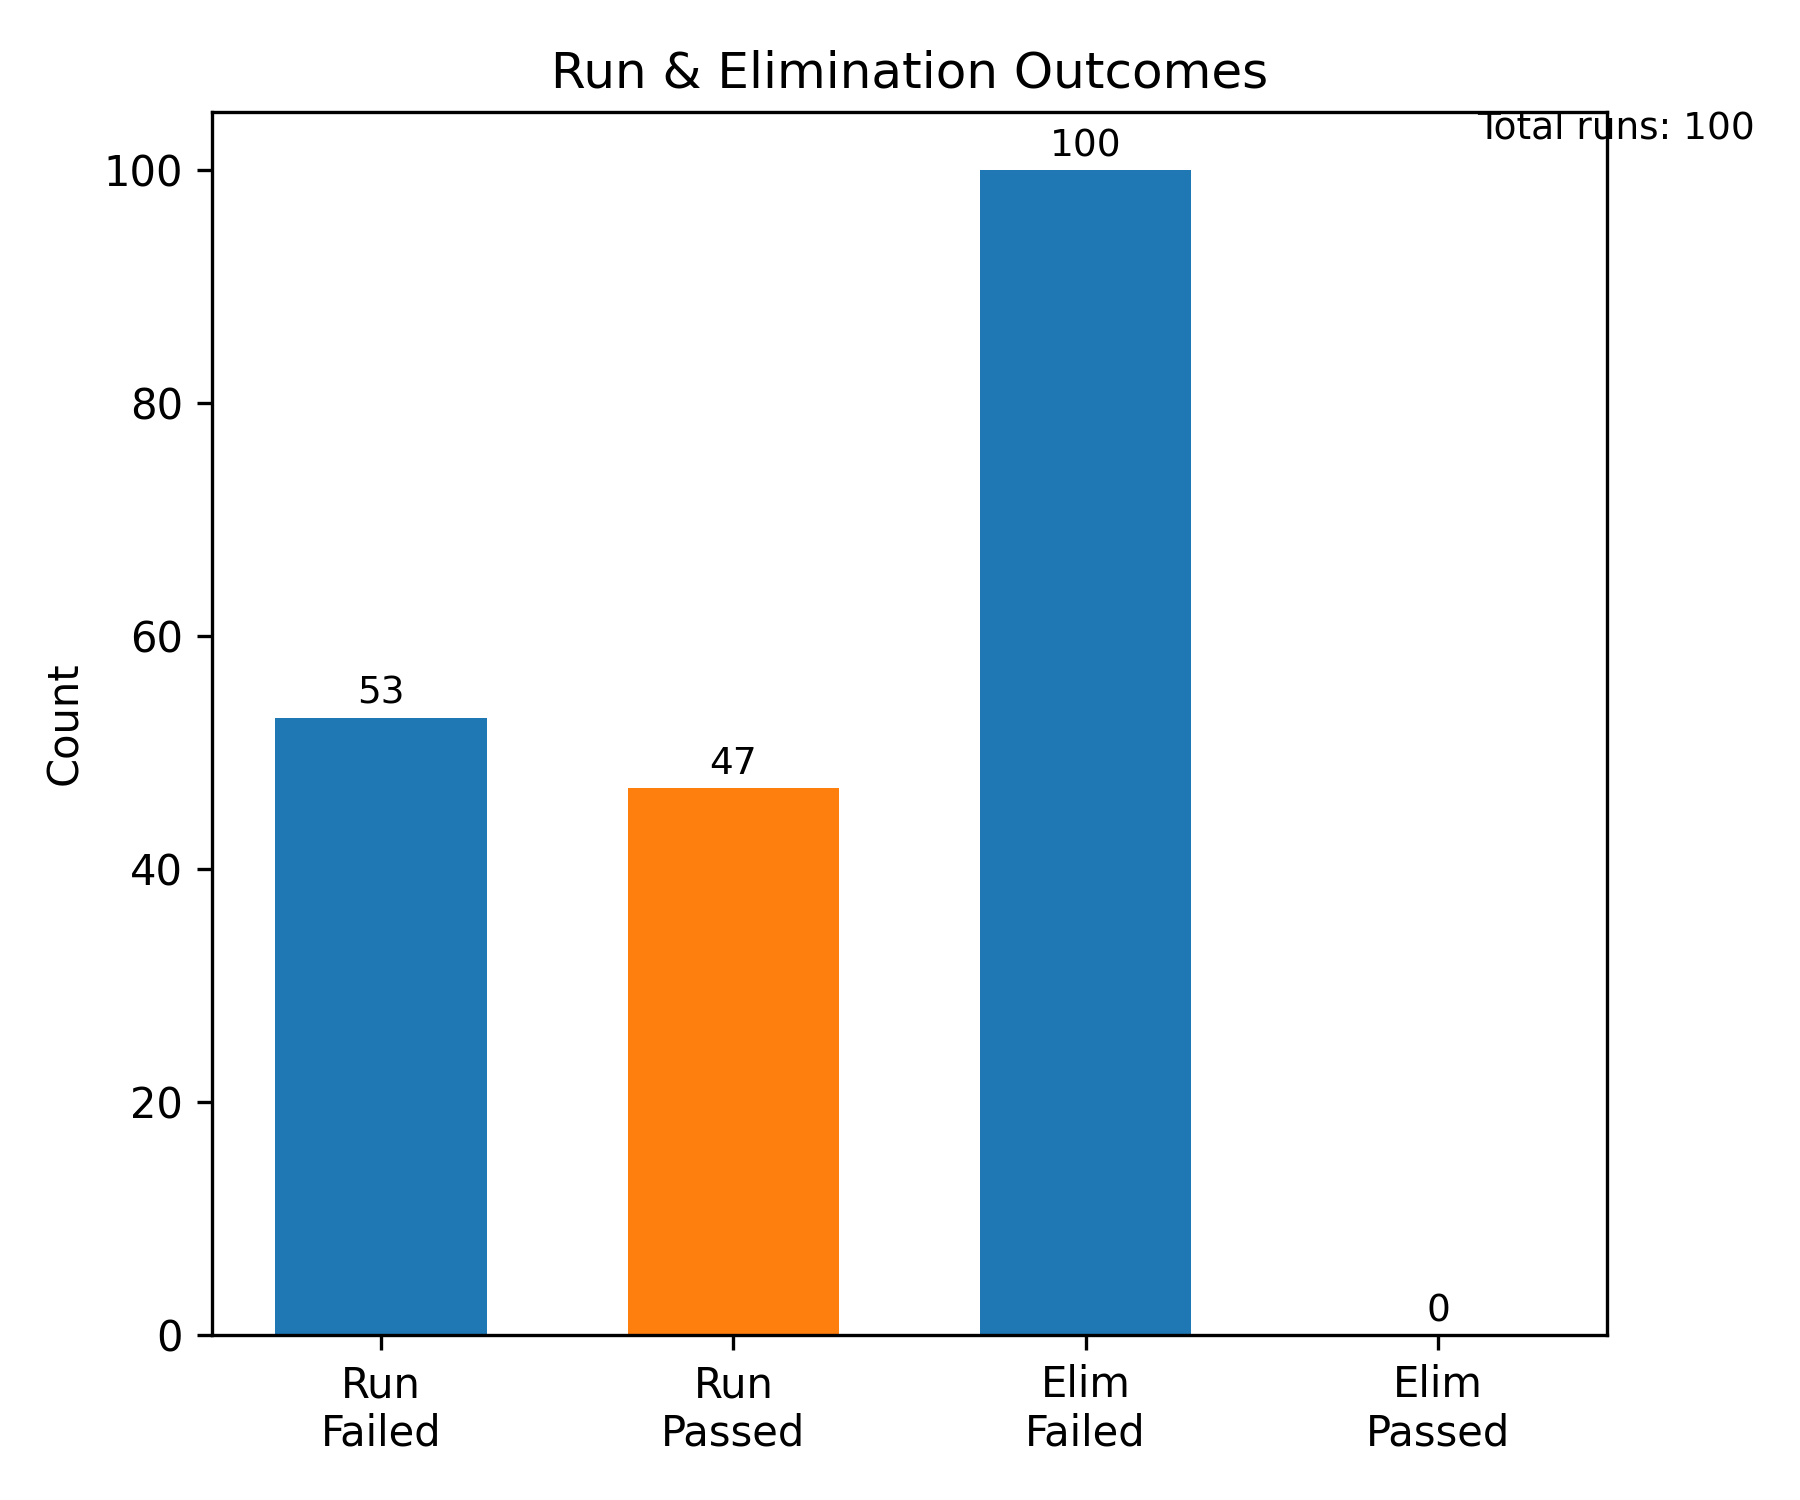 Run & Elimination Outcomes
Total runs: 100
100
80
60
40
20
0
Count
53
47
100
0
Run
Failed
Run
Passed
Elim
Failed
Elim
Passed